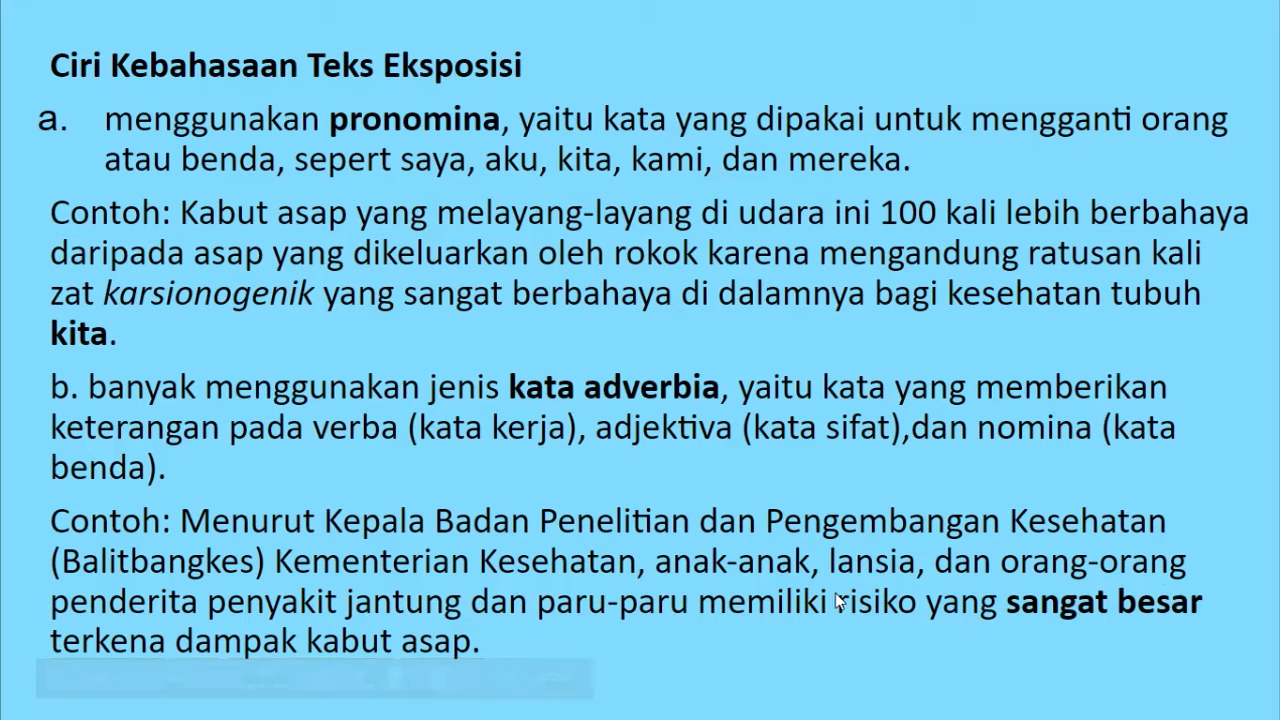 Ciri Kebahasaan Teks Eksposisi
a. menggunakan pronomina, yaitu kata yang dipakai untuk mengganti orang
atau benda, sepert saya, aku, kita, kami, dan mereka.
Contoh: Kabut asap yang melayang-layang di udara ini 100 kali lebih berbahaya
daripada asap yang dikeluarkan oleh rokok karena mengandung ratusan kali
zat karsionogenik yang sangat berbahaya di dalamnya bagi kesehatan tubuh
kita.
b. banyak menggunakan jenis kata adverbia, yaitu kata yang memberikan
keterangan pada verba (kata kerja), adjektiva (kata sifat),dan nomina (kata
benda).
Contoh: Menurut Kepala Badan Penelitian dan Pengembangan Kesehatan
(Balitbangkes) Kementerian Kesehatan, anak-anak, lansia, dan orang-orang
penderita penyakit jantung dan paru-paru memiliki risiko yang sangat besar
terkena dampak kabut asap.